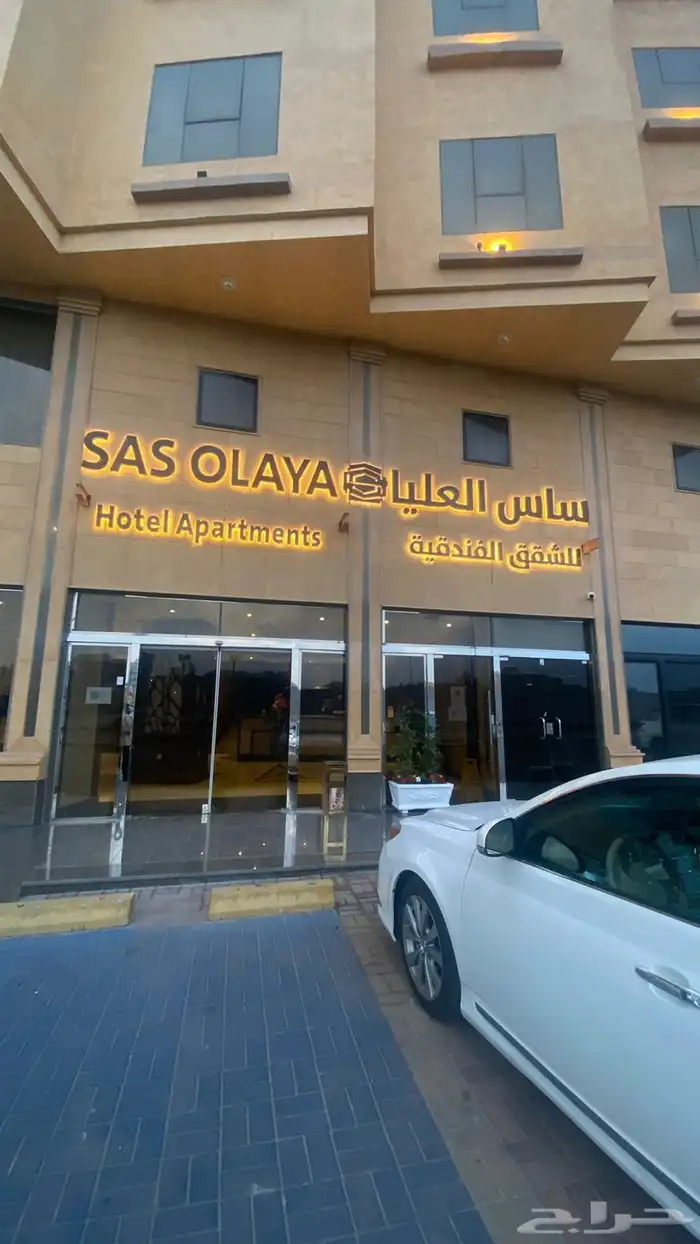 SAS OLAYA ساس العليا
Hotel Apartments للشقق الفندقية
حراج